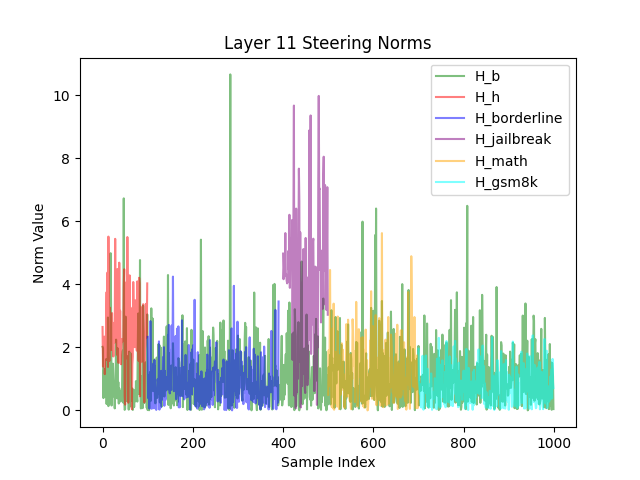 Layer 11 Steering Norms
Norm Value
10
8
6
4
2
0
0
200
400
600
800
1000
Sample Index
H_b
H_h
H_borderline
H_jailbreak
H_math
H_gsm8k